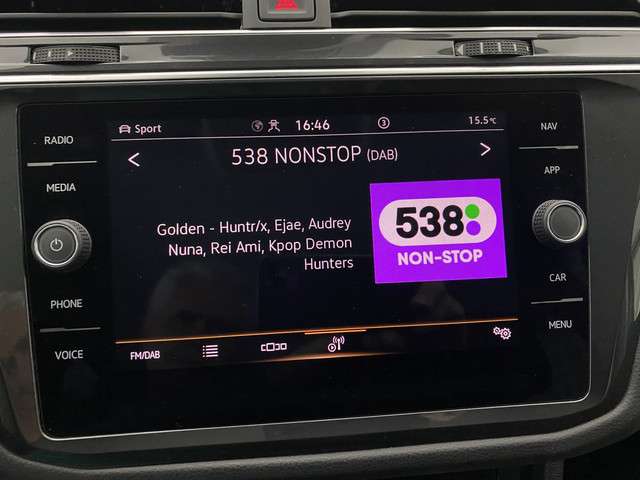 Sport 16:46 3 15.5°C
538 NONSTOP (DAB)
Golden - Huntr/x, Ejae, Audrey
Nuna, Rei Ami, Kpop Demon
Hunters
538
NON-STOP
FM/DAB
RADIO
MEDIA
PHONE
VOICE
NAV
APP
CAR
MENU